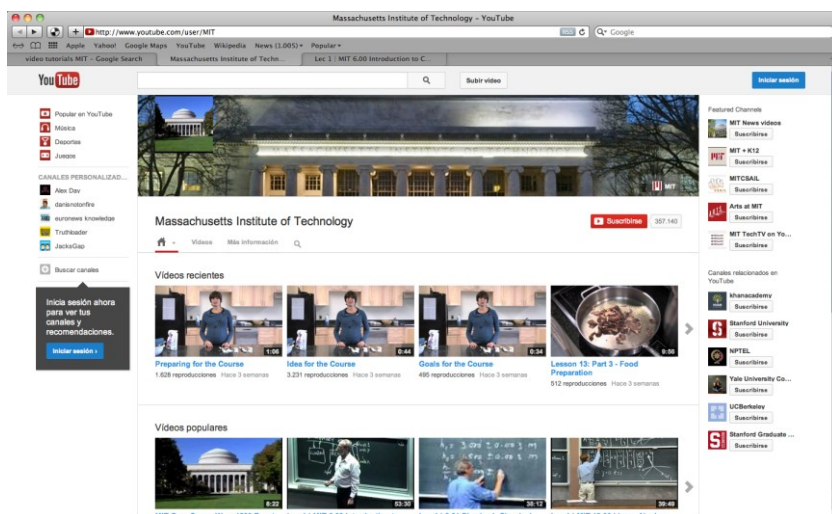 Massachusetts Institute of Technology – YouTube
http://www.youtube.com/user/MIT
RSS
Google
Apple Yahoo! Google Maps YouTube Wikipedia News (1.005) Popular
video tutorials MIT – Google Search
Massachusetts Institute of Techn...
Lec 1 | MIT 6.00 Introduction to C...
YouTube
Subir vídeo
Iniciar sesión
Popular en YouTube
Música
Deportes
Juegos
CANALES PERSONALIZAD...
Alex Day
danisnotonfire
euronews knowledge
Truthloader
JacksGap
Buscar canales
Inicia sesión ahora
para ver tus
canales y
recomendaciones.
Iniciar sesión ›
MIT
Massachusetts Institute of Technology
Suscribirse 357.140
Vídeos
Más información
Vídeos recientes
1:06
Preparing for the Course
1.628 reproducciones Hace 3 semanas
0:44
Idea for the Course
3.231 reproducciones Hace 3 semanas
0:34
Goals for the Course
495 reproducciones Hace 3 semanas
9:56
Lesson 13: Part 3 - Food
Preparation
512 reproducciones Hace 3 semanas
Vídeos populares
8:22
53:30
38:12
39:49
Featured Channels
MIT News videos
Suscribirse
MIT + K12
Suscribirse
MITCSAIL
Suscribirse
Arts at MIT
Suscribirse
MIT TechTV on Yo...
Suscribirse
Canales relacionados en
YouTube
khanacademy
Suscribirse
Stanford University
Suscribirse
NPTEL
Suscribirse
Yale University Co...
Suscribirse
UCBerkeley
Suscribirse
Stanford Graduate ...
Suscribirse